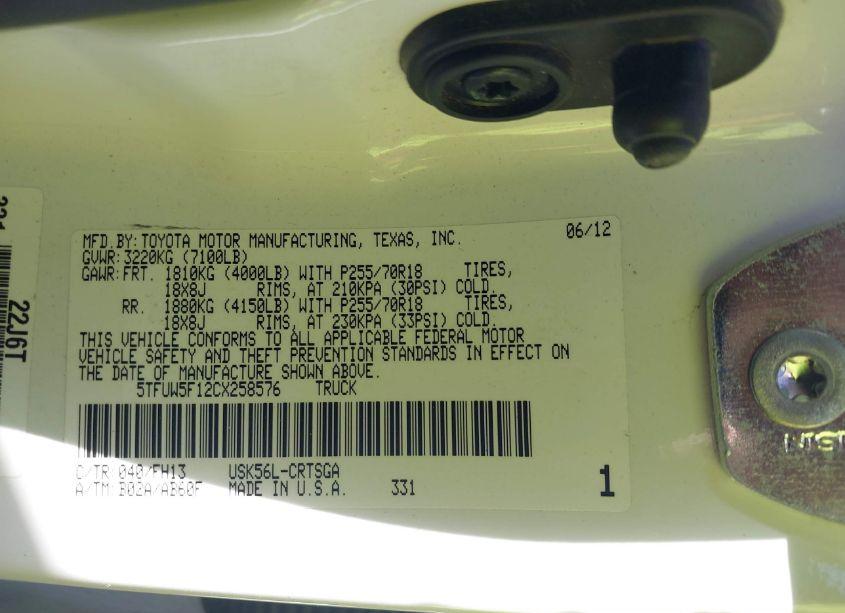 MFD.BY:TOYOTA MOTOR MANUFACTURING, TEXAS, INC. 06/12
GVWR:3220KG (7100LB)
GAWR:FRT. 1810KG (4000LB) WITH P255/70R18 TIRES,
18X8J RIMS, AT 210KPA (30PSI) COLD.
RR. 1880KG (4150LB) WITH P255/70R18 TIRES,
18X8J RIMS, AT 230KPA (33PSI) COLD.
THIS VEHICLE CONFORMS TO ALL APPLICABLE FEDERAL MOTOR
VEHICLE SAFETY AND THEFT PREVENTION STANDARDS IN EFFECT ON
THE DATE OF MANUFACTURE SHOWN ABOVE.
5TFUW5F12CX258576 TRUCK
C/TR:040/FH13 USK56L-CRTSGA
A/TM:B02A/AB60F MADE IN U.S.A. 331 1
22J6T